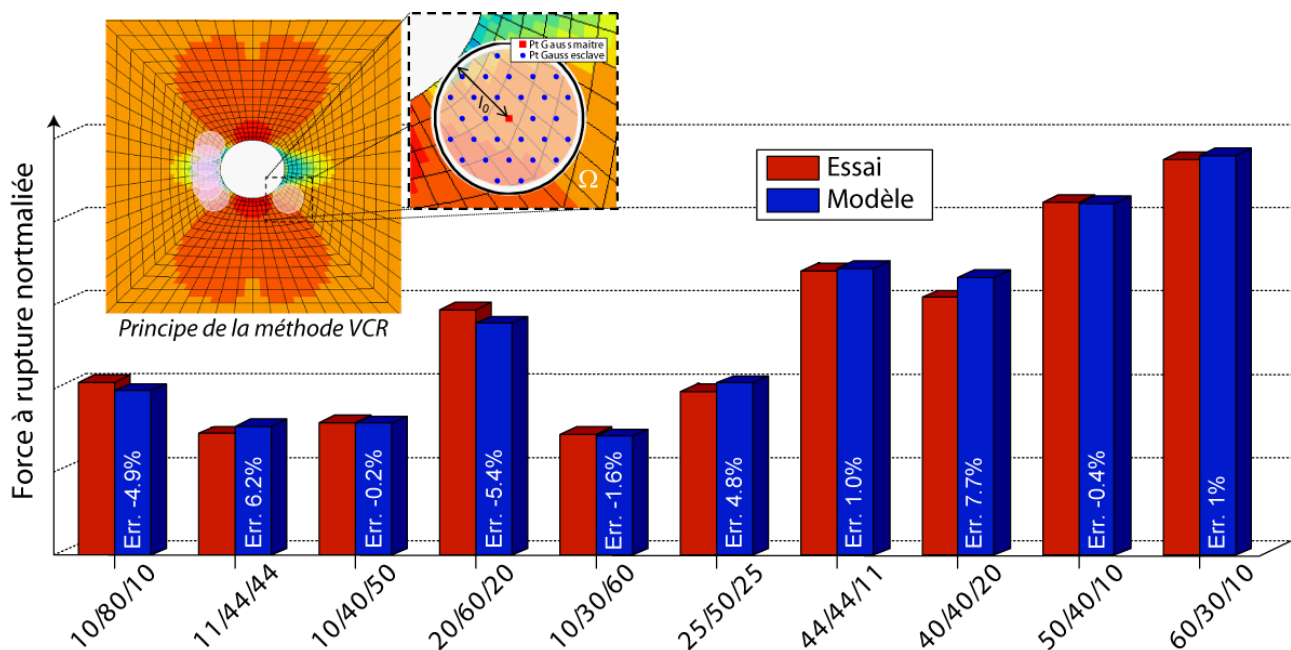 Pt Gauss maitre
Pt Gauss esclave
l0
Ω
Principe de la méthode VCR
Essai
Modèle
Force à rupture nortmaliée
Err. -4.9%
Err. 6.2%
Err. -0.2%
Err. -5.4%
Err. -1.6%
Err. 4.8%
Err. 1.0%
Err. 7.7%
Err. -0.4%
Err. 1%
10/80/10
11/44/44
10/40/50
20/60/20
10/30/60
25/50/25
44/44/11
40/40/20
50/40/10
60/30/10